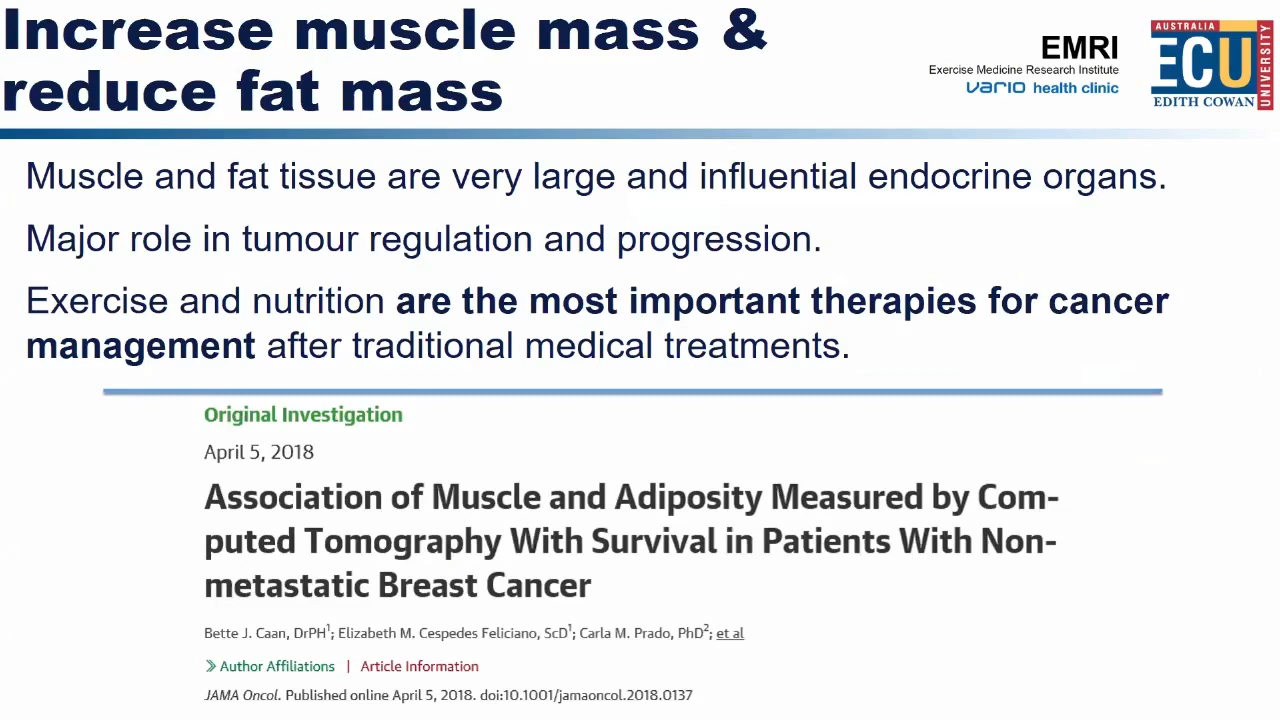 Increase muscle mass &
reduce fat mass
EMRI
Exercise Medicine Research Institute
vario health clinic
AUSTRALIA
ECU
EDITH COWAN
UNIVERSITY
Muscle and fat tissue are very large and influential endocrine organs.
Major role in tumour regulation and progression.
Exercise and nutrition are the most important therapies for cancer
management after traditional medical treatments.
Original Investigation
April 5, 2018
Association of Muscle and Adiposity Measured by Com-
puted Tomography With Survival in Patients With Non-
metastatic Breast Cancer
Bette J. Caan, DrPH1; Elizabeth M. Cespedes Feliciano, ScD1; Carla M. Prado, PhD2; et al
Author Affiliations | Article Information
JAMA Oncol. Published online April 5, 2018. doi:10.1001/jamaoncol.2018.0137